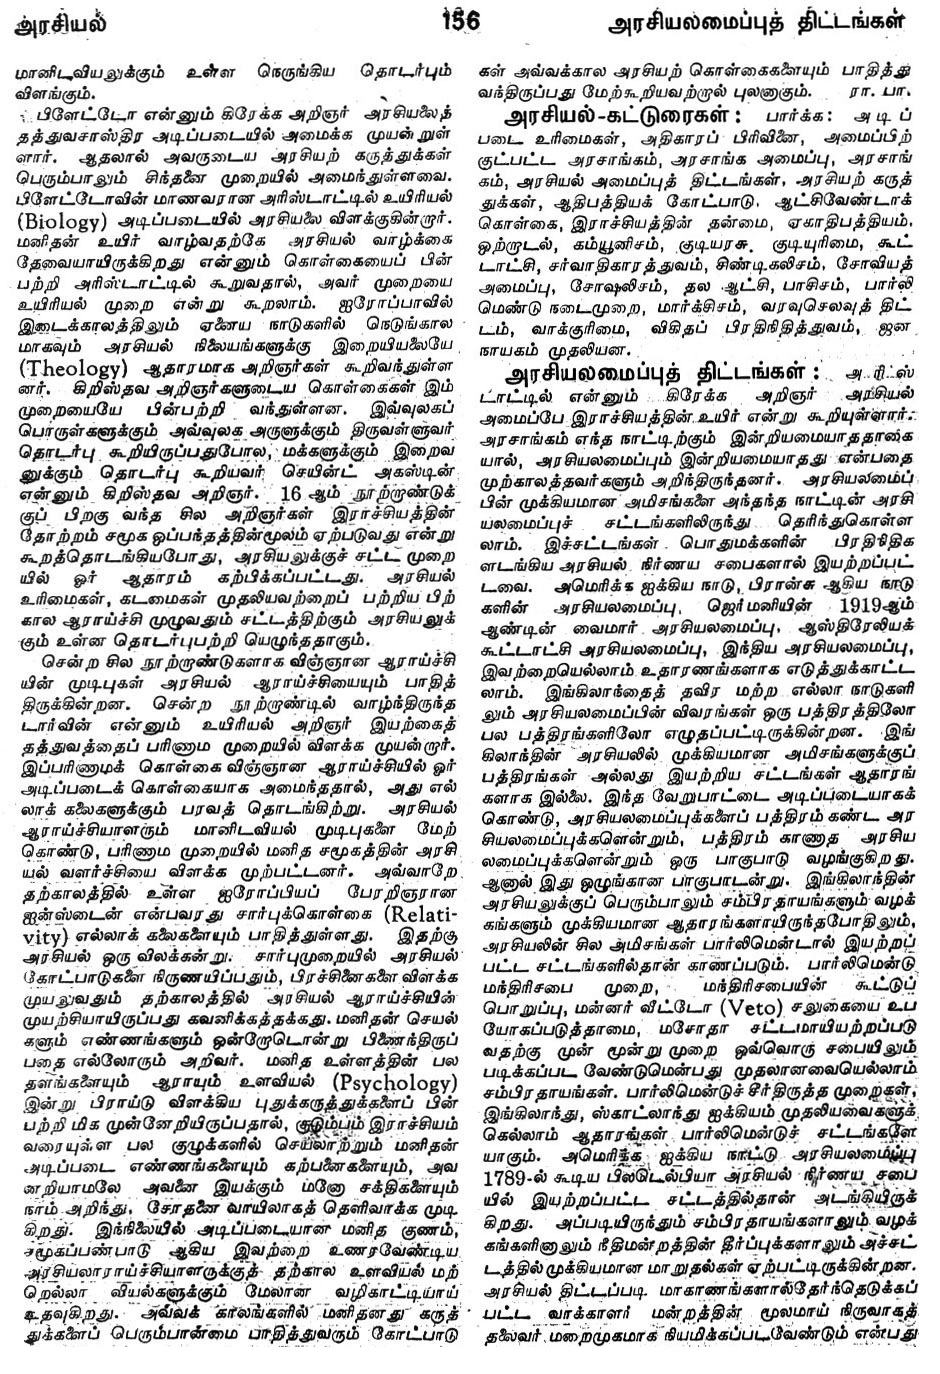 அரசியல்
156
அரசியலமைப்புத் திட்டங்கள்
மானிடவியலுக்கும் உள்ள நெருங்கிய தொடர்பும்
விளங்கும்.
பிளேட்டோ என்னும் கிரேக்க அறிஞர் அரசியலைத்
தத்துவசாஸ்திர அடிப்படையில் அமைக்க முயன்றுள்
ளார். ஆதலால் அவருடைய அரசியற் கருத்துக்கள்
பெரும்பாலும் சிந்தனை முறையில் அமைந்துள்ளவை.
பிளேட்டோவின் மாணவரான அரிஸ்டாட்டில் உயிரியல்
(Biology) அடிப்படையில் அரசியலை விளக்குகின்றார்.
மனிதன் உயிர் வாழ்வதற்கே அரசியல் வாழ்க்கை
தேவையாயிருக்கிறது என்னும் கொள்கையைப் பின்
பற்றி அரிஸ்டாட்டில் கூறுவதால், அவர் முறையை
உயிரியல் முறை என்று கூறலாம். ஐரோப்பாவில்
இடைக்காலத்திலும் ஏனைய நாடுகளில் நெடுங்கால
மாகவும் அரசியல் நிலையங்களுக்கு இறையியலையே
(Theology) ஆதாரமாக அறிஞர்கள் கூறிவந்துள்ள
னர். கிறிஸ்தவ அறிஞர்களுடைய கொள்கைகள் இம்
முறையையே பின்பற்றி வந்துள்ளன. இவ்வுலகப்
பொருள்களுக்கும் அவ்வுலக அருளுக்கும் திருவள்ளுவர்
தொடர்பு கூறியிருப்பதுபோல, மக்களுக்கும் இறைவ
னுக்கும் தொடர்பு கூறியவர் செயின்ட் அகஸ்டின்
என்னும் கிறிஸ்தவ அறிஞர். 16 ஆம் நூற்றாண்டுக்
குப் பிறகு வந்த சில அறிஞர்கள் இராச்சியத்தின்
தோற்றம் சமூக ஒப்பந்தத்தின்மூலம் ஏற்படுவது என்று
கூறத்தொடங்கியபோது, அரசியலுக்குச் சட்ட முறை
யில் ஓர் ஆதாரம் கற்பிக்கப்பட்டது. அரசியல்
உரிமைகள், கடமைகள் முதலியவற்றைப் பற்றிய பிற்
கால ஆராய்ச்சி முழுவதும் சட்டத்திற்கும் அரசியலுக்
கும் உள்ள தொடர்புபற்றி யெழுந்ததாகும்.
சென்ற சில நூற்றாண்டுகளாக விஞ்ஞான ஆராய்ச்சி
யின் முடிபுகள் அரசியல் ஆராய்ச்சியையும் பாதித்
திருக்கின்றன. சென்ற நூற்றாண்டில் வாழ்ந்திருந்த
டார்வின் என்னும் உயிரியல் அறிஞர் இயற்கைத்
தத்துவத்தைப் பரிணாம முறையில் விளக்க முயன்றார்.
இப்பரிணாமக் கொள்கை விஞ்ஞான ஆராய்ச்சியில் ஓர்
அடிப்படைக் கொள்கையாக அமைந்ததால், அது எல்
லாக் கலைகளுக்கும் பரவத் தொடங்கிற்று. அரசியல்
ஆராய்ச்சியாளரும் மானிடவியல் முடிபுகளை மேற்
கொண்டு, பரிணாம முறையில் மனித சமூகத்தின் அரசி
யல் வளர்ச்சியை விளக்க முற்பட்டனர். அவ்வாறே
தற்காலத்தில் உள்ள ஐரோப்பியப் பேரறிஞரான
ஐன்ஸ்டைன் என்பவரது சார்புக்கொள்கை (Relati-
vity) எல்லாக் கலைகளையும் பாதித்துள்ளது. இதற்கு
அரசியல் ஒரு விலக்கன்று. சார்புமுறையில் அரசியல்
கோட்பாடுகளை நிருணயிப்பதும், பிரச்சினைகளை விளக்க
முயலுவதும் தற்காலத்தில் அரசியல் ஆராய்ச்சியின்
முயற்சியாயிருப்பது கவனிக்கத்தக்கது. மனிதன் செயல்
களும் எண்ணங்களும் ஒன்றோடொன்று பிணைந்திருப்
பதை எல்லோரும் அறிவர். மனித உள்ளத்தின் பல
தளங்களையும் ஆராயும் உளவியல் (Psychology)
இன்று பிராய்டு விளக்கிய புதுக்கருத்துக்களைப் பின்
பற்றி மிக முன்னேறியிருப்பதால், குடும்பம் இராச்சியம்
வரையுள்ள பல குழுக்களில் செயலாற்றும் மனிதன்
அடிப்படை எண்ணங்களையும் கற்பனைகளையும், அவ
னறியாமலே அவனை இயக்கும் மனோ சக்திகளையும்
நாம் அறிந்து, சோதனை வாயிலாகத் தெளிவாக்க முடி
கிறது. இந்நிலையில் அடிப்படையான மனித குணம்,
சமூகப்பண்பாடு ஆகிய இவற்றை உணரவேண்டிய
அரசியலாராய்ச்சியாளருக்குத் தற்கால உளவியல் மற்
றெல்லா வியல்களுக்கும் மேலான வழிகாட்டியாய்
உதவுகிறது. அவ்வக் காலங்களில் மனிதனது கருத்
துக்களைப் பெரும்பான்மை பாதித்துவரும் கோட்பாடு
கள் அவ்வக்கால அரசியற் கொள்கைகளையும் பாதித்து
வந்திருப்பது மேற்கூறியவற்றால் புலனாகும். ரா. பா.
அரசியல்-கட்டுரைகள் : பார்க்க : அடிப்
படை உரிமைகள், அதிகாரப் பிரிவினை, அமைப்பிற்
குட்பட்ட அரசாங்கம், அரசாங்க அமைப்பு, அரசாங்
கம், அரசியல் அமைப்புத் திட்டங்கள், அரசியற் கருத்
துக்கள், ஆதிபத்தியக் கோட்பாடு, ஆட்சிவேண்டாக்
கொள்கை, இராச்சியத்தின் தன்மை, ஏகாதிபத்தியம்,
ஒற்றாடல், கம்யூனிசம், குடியரசு, குடியுரிமை, கூட்
டாட்சி, சர்வாதிகாரத்துவம், சிண்டிகலிசம், சோவியத்
அமைப்பு, சோஷலிசம், தல ஆட்சி, பாசிசம், பார்லி
மெண்டு நடைமுறை, மார்க்சிசம், வரவுசெலவுத் திட்
டம், வாக்குரிமை, விகிதப் பிரதிநிதித்துவம், ஜன
நாயகம் முதலியன.
அரசியலமைப்புத் திட்டங்கள் : அரிஸ்
டாட்டில் என்னும் கிரேக்க அறிஞர் அரசியல்
அமைப்பே இராச்சியத்தின் உயிர் என்று கூறியுள்ளார்.
அரசாங்கம் எந்த நாட்டிற்கும் இன்றியமையாததாகை
யால், அரசியலமைப்பும் இன்றியமையாதது என்பதை
முற்காலத்தவர்களும் அறிந்திருந்தனர். அரசியலமைப்
பின் முக்கியமான அமிசங்களை அந்தந்த நாட்டின் அரசி
யலமைப்புச் சட்டங்களிலிருந்து தெரிந்துகொள்ள
லாம். இச்சட்டங்கள் பொதுமக்களின் பிரதிநிதிக
ளடங்கிய அரசியல் நிர்ணய சபைகளால் இயற்றப்பட்
டவை. அமெரிக்க ஐக்கிய நாடு, பிரான்சு ஆகிய நாடு
களின் அரசியலமைப்பு, ஜெர்மனியின் 1919ஆம்
ஆண்டின் வைமார் அரசியலமைப்பு, ஆஸ்திரேலியக்
கூட்டாட்சி அரசியலமைப்பு, இந்திய அரசியலமைப்பு,
இவற்றையெல்லாம் உதாரணங்களாக எடுத்துக்காட்ட
லாம். இங்கிலாந்தைத் தவிர மற்ற எல்லா நாடுகளி
லும் அரசியலமைப்பின் விவரங்கள் ஒரு பத்திரத்திலோ
பல பத்திரங்களிலோ எழுதப்பட்டிருக்கின்றன. இங்
கிலாந்தின் அரசியலில் முக்கியமான அமிசங்களுக்குப்
பத்திரங்கள் அல்லது இயற்றிய சட்டங்கள் ஆதாரங்
களாக இல்லை. இந்த வேறுபாட்டை அடிப்படையாகக்
கொண்டு, அரசியலமைப்புக்களைப் பத்திரம் கண்ட அர
சியலமைப்புக்களென்றும், பத்திரம் காணாத அரசிய
லமைப்புக்களென்றும் ஒரு பாகுபாடு வழங்குகிறது.
ஆனால் இது ஒழுங்கான பாகுபாடன்று. இங்கிலாந்தின்
அரசியலுக்குப் பெரும்பாலும் சம்பிரதாயங்களும் வழக்
கங்களும் முக்கியமான ஆதாரங்களாயிருந்தபோதிலும்,
அரசியலின் சில அமிசங்கள் பார்லிமென்டால் இயற்றப்
பட்ட சட்டங்களில்தான் காணப்படும். பார்லிமென்டு
மந்திரிசபை முறை, மந்திரிசபையின் கூட்டுப்
பொறுப்பு, மன்னர் வீட்டோ (Veto) சலுகையை உப
யோகப்படுத்தாமை, மசோதா சட்டமாயியற்றப்படு
வதற்கு முன் மூன்று முறை ஒவ்வொரு சபையிலும்
படிக்கப்பட வேண்டுமென்பது முதலானவையெல்லாம்
சம்பிரதாயங்கள். பார்லிமென்டுச் சீர்திருத்த முறைகள்,
இங்கிலாந்து, ஸ்காட்லாந்து ஐக்கியம் முதலியவைகளுக்
கெல்லாம் ஆதாரங்கள் பார்லிமென்டுச் சட்டங்களே
யாகும். அமெரிக்க ஐக்கிய நாட்டு அரசியலமைப்பு
1789-ல் கூடிய பிலடெல்பியா அரசியல் நிர்ணய சபை
யில் இயற்றப்பட்ட சட்டத்தில்தான் அடங்கியிருக்
கிறது. அப்படியிருந்தும் சம்பிரதாயங்களாலும் வழக்
கங்களினாலும் நீதிமன்றத்தின் தீர்ப்புக்களாலும் அச்சட்
டத்தில் முக்கியமான மாறுதல்கள் ஏற்பட்டிருக்கின்றன.
அரசியல் திட்டப்படி மாகாணங்களால்தேர்ந்தெடுக்கப்
பட்ட வாக்காளர் மன்றத்தின் மூலமாய் நிருவாகத்
தலைவர் மறைமுகமாக நியமிக்கப்படவேண்டும் என்பது